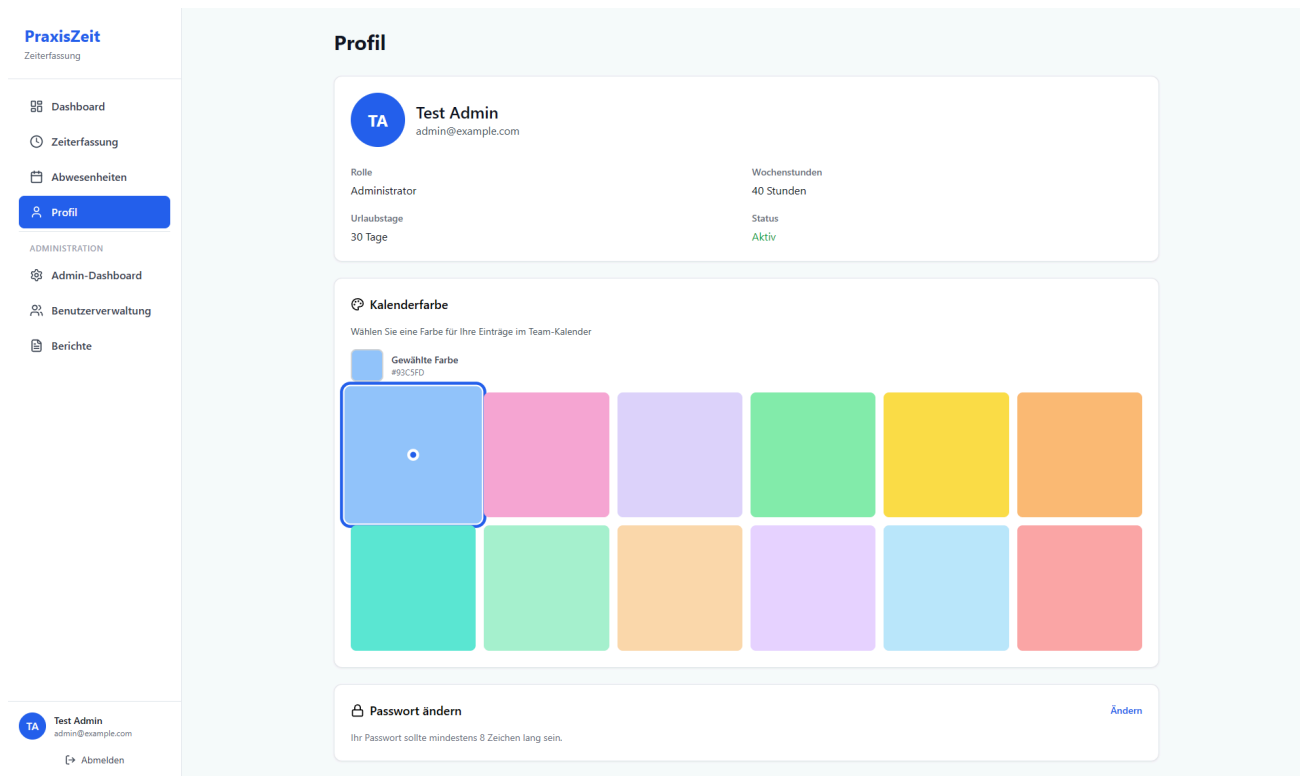 PraxisZeit
Zeiterfassung
Dashboard
Zeiterfassung
Abwesenheiten
Profil
ADMINISTRATION
Admin-Dashboard
Benutzerverwaltung
Berichte
TA
Test Admin
admin@example.com
Abmelden
Profil
TA
Test Admin
admin@example.com
Rolle
Administrator
Wochenstunden
40 Stunden
Urlaubstage
30 Tage
Status
Aktiv
Kalenderfarbe
Wählen Sie eine Farbe für Ihre Einträge im Team-Kalender
Gewählte Farbe
#93C5FD
Passwort ändern
Ändern
Ihr Passwort sollte mindestens 8 Zeichen lang sein.